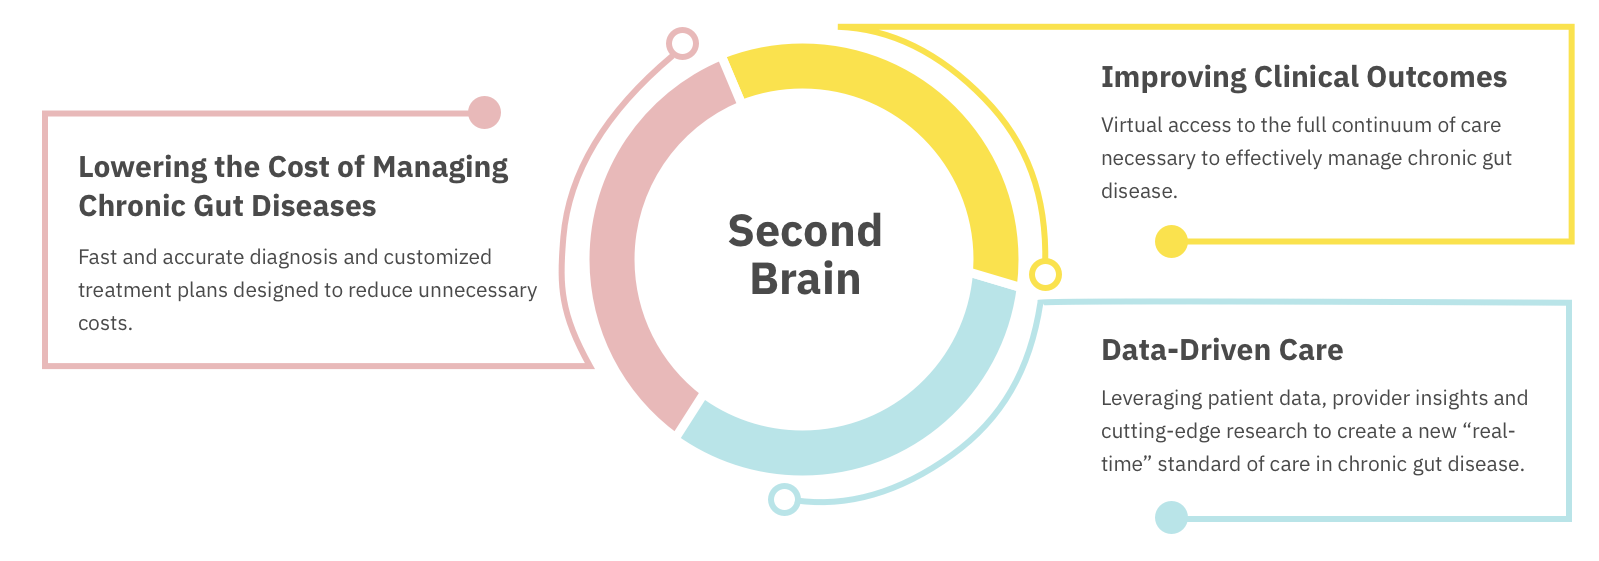 Lowering the Cost of Managing
Chronic Gut Diseases
Fast and accurate diagnosis and customized
treatment plans designed to reduce unnecessary
costs.
Second
Brain
Improving Clinical Outcomes
Virtual access to the full continuum of care
necessary to effectively manage chronic gut
disease.
Data-Driven Care
Leveraging patient data, provider insights and
cutting-edge research to create a new “real-
time” standard of care in chronic gut disease.